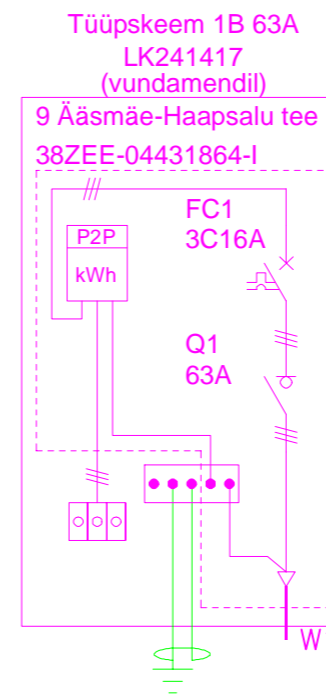 Tüüpskeem 1B 63A
LK241417
(vundamendil)
9 Ääsmäe-Haapsalu tee
38ZEE-04431864-I
FC1
3C16A
P2P
kWh
Q1
63A
W